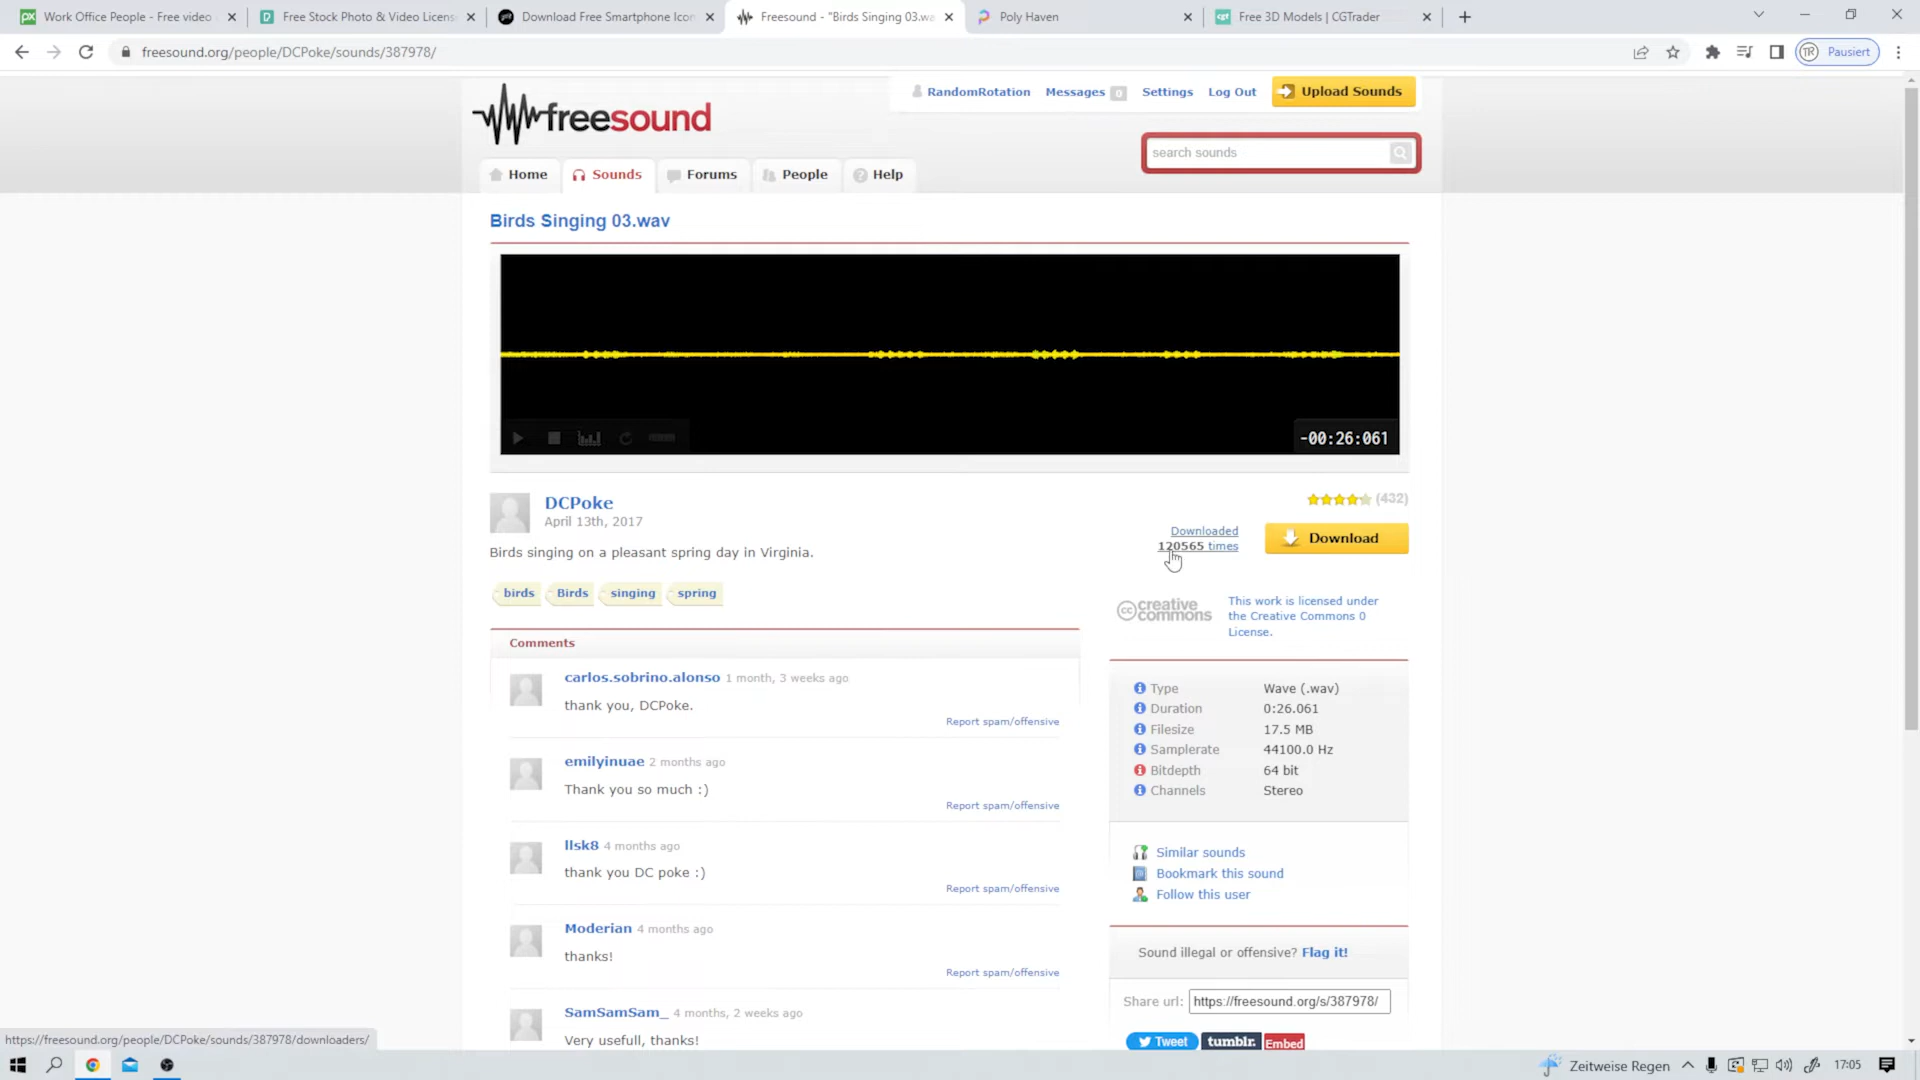 Work Office People - Free video
Free Stock Photo & Video Licens
Download Free Smartphone Icon
Freesound - "Birds Singing 03.wa
Poly Haven
Free 3D Models | CGTrader
freesound.org/people/DCPoke/sounds/387978/
TR Pausiert
freesound
RandomRotation Messages 0 Settings Log Out Upload Sounds
search sounds
Home Sounds Forums People Help
Birds Singing 03.wav
-00:26:061
DCPoke
April 13th, 2017
(432)
Downloaded
120565 times
Download
Birds singing on a pleasant spring day in Virginia.
birds Birds singing spring
cc creative commons
This work is licensed under
the Creative Commons 0
License.
Comments
carlos.sobrino.alonso 1 month, 3 weeks ago
thank you, DCPoke.
Report spam/offensive
emilyinuae 2 months ago
Thank you so much :)
Report spam/offensive
llsk8 4 months ago
thank you DC poke :)
Report spam/offensive
Moderian 4 months ago
thanks!
Report spam/offensive
SamSamSam_ 4 months, 2 weeks ago
Very usefull, thanks!
Type Wave (.wav)
Duration 0:26.061
Filesize 17.5 MB
Samplerate 44100.0 Hz
Bitdepth 64 bit
Channels Stereo
Similar sounds
Bookmark this sound
Follow this user
Sound illegal or offensive? Flag it!
Share url: https://freesound.org/s/387978/
Tweet tumblr. Embed
https://freesound.org/people/DCPoke/sounds/387978/downloaders/
Zeitweise Regen 17:05